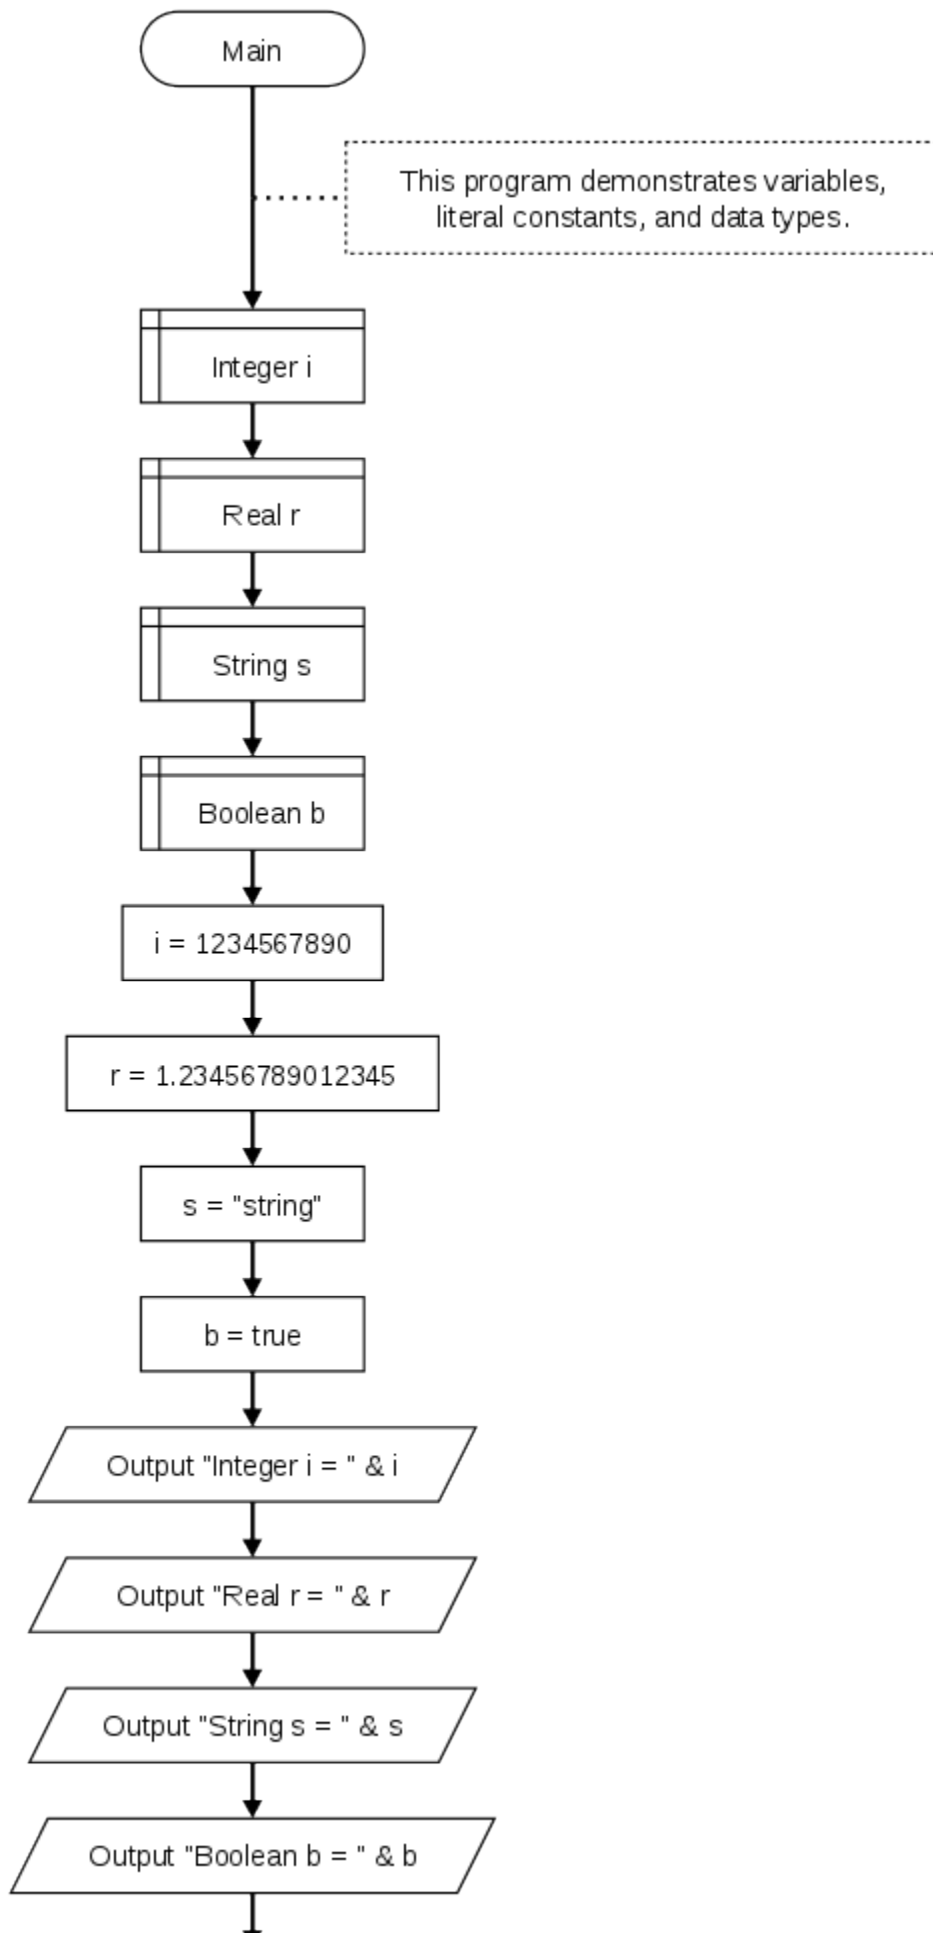 Main
This program demonstrates variables,
literal constants, and data types.
Integer i
Real r
String s
Boolean b
i = 1234567890
r = 1.23456789012345
s = "string"
b = true
Output "Integer i = " & i
Output "Real r = " & r
Output "String s = " & s
Output "Boolean b = " & b